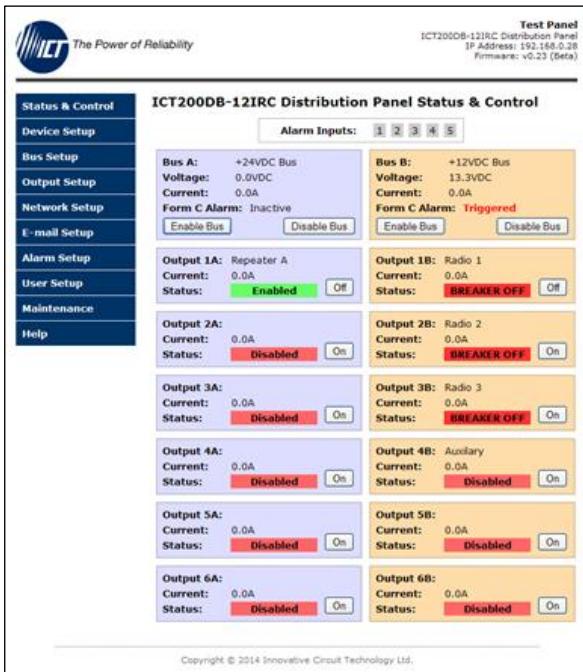 ICT The Power of Reliability
Test Panel
ICT200DB-12IRC Distribution Panel
IP Address: 192.168.0.28
Firmware: v0.23 (Beta)
Status & Control
Device Setup
Bus Setup
Output Setup
Network Setup
E-mail Setup
Alarm Setup
User Setup
Maintenance
Help
ICT200DB-12IRC Distribution Panel Status & Control
Alarm Inputs: 1 2 3 4 5
Bus A: +24VDC Bus
Voltage: 0.0VDC
Current: 0.0A
Form C Alarm: Inactive
Enable Bus Disable Bus
Bus B: +12VDC Bus
Voltage: 13.3VDC
Current: 0.0A
Form C Alarm: Triggered
Enable Bus Disable Bus
Output 1A: Repeater A
Current: 0.0A
Status: Enabled Off
Output 1B: Radio 1
Current: 0.0A
Status: BREAKER OFF Off
Output 2A:
Current: 0.0A
Status: Disabled On
Output 2B: Radio 2
Current: 0.0A
Status: BREAKER OFF On
Output 3A:
Current: 0.0A
Status: Disabled On
Output 3B: Radio 3
Current: 0.0A
Status: BREAKER OFF On
Output 4A:
Current: 0.0A
Status: Disabled On
Output 4B: Auxilary
Current: 0.0A
Status: Disabled On
Output 5A:
Current: 0.0A
Status: Disabled On
Output 5B:
Current: 0.0A
Status: Disabled On
Output 6A:
Current: 0.0A
Status: Disabled On
Output 6B:
Current: 0.0A
Status: Disabled On
Copyright © 2014 Innovative Circuit Technology Ltd.